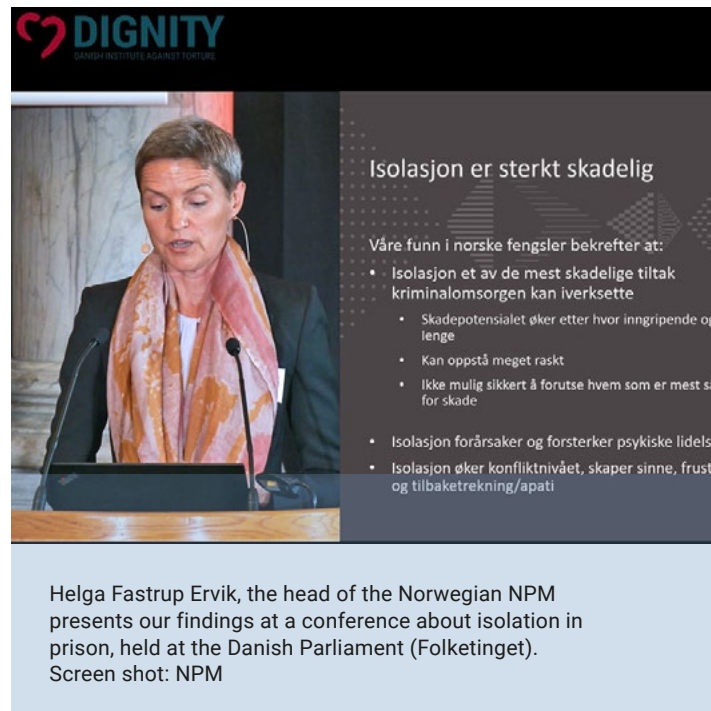 DIGNITY
DANISH INSTITUTE AGAINST TORTURE
Isolasjon er sterkt skadelig
Våre funn i norske fengsler bekrefter at:
• Isolasjon et av de mest skadelige tiltak
kriminalomsorgen kan iverksette
• Skadepotensialet øker etter hvor inngripende og
lenge
• Kan oppstå meget raskt
• Ikke mulig sikkert å forutse hvem som er mest
for skade
• Isolasjon forårsaker og forsterker psykiske
• Isolasjon øker konfliktnivået, skaper sinne,
og tilbaketrekning/apati
Helga Fastrup Ervik, the head of the Norwegian NPM
presents our findings at a conference about isolation in
prison, held at the Danish Parliament (Folketinget).
Screen shot: NPM